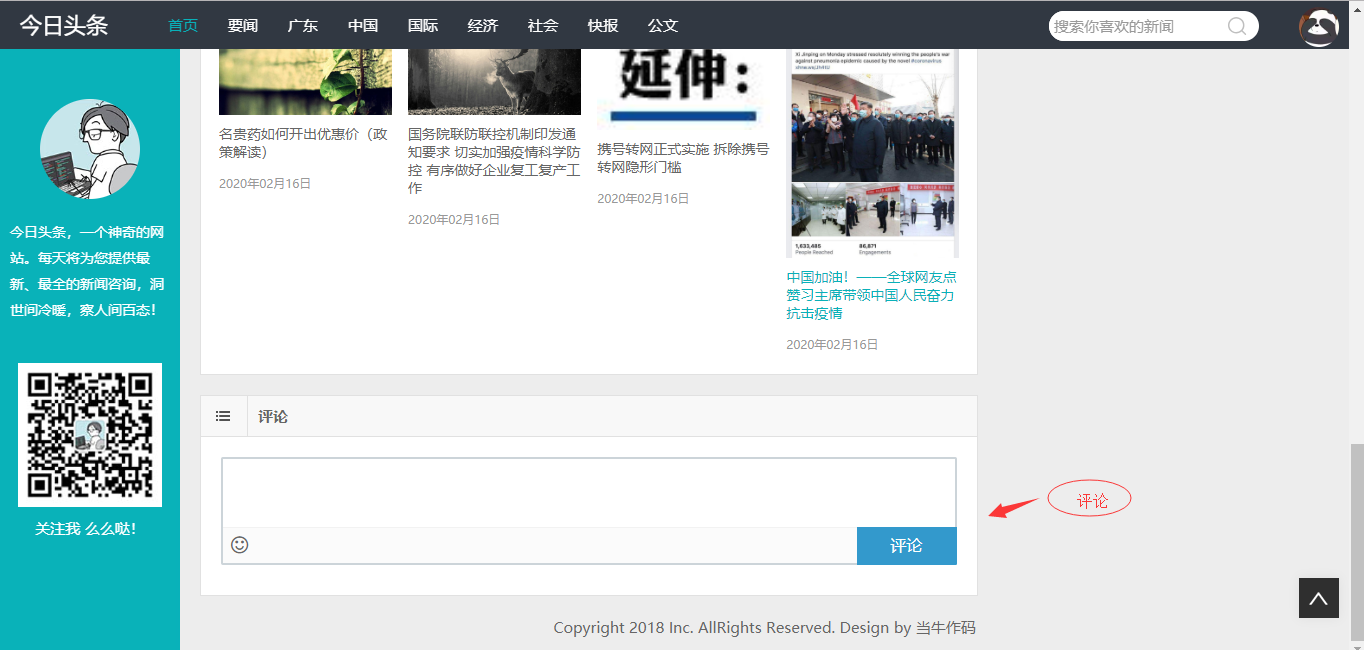 今日头条
首页 要闻 广东 中国 国际 经济 社会 快报 公文
搜索你喜欢的新闻
今日头条，一个神奇的网
站。每天将为您提供最
新、最全的新闻咨询，洞
世间冷暖，察人间百态！
关注我 么么哒！
名贵药如何开出优惠价（政
策解读）
2020年02月16日
国务院联防联控机制印发通
知要求 切实加强疫情科学防
控 有序做好企业复工复产工
作
2020年02月16日
延伸：
携号转网正式实施 拆除携号
转网隐形门槛
2020年02月16日
Xi Jinping on Monday stressed resolutely winning the people's war
against pneumonia epidemic caused by the novel #coronavirus
1,833,485
People Reached
86,871
Engagements
中国加油！——全球网友点
赞习主席带领中国人民奋力
抗击疫情
2020年02月16日
评论
评论
评论
Copyright 2018 Inc. AllRights Reserved. Design by 当牛作码